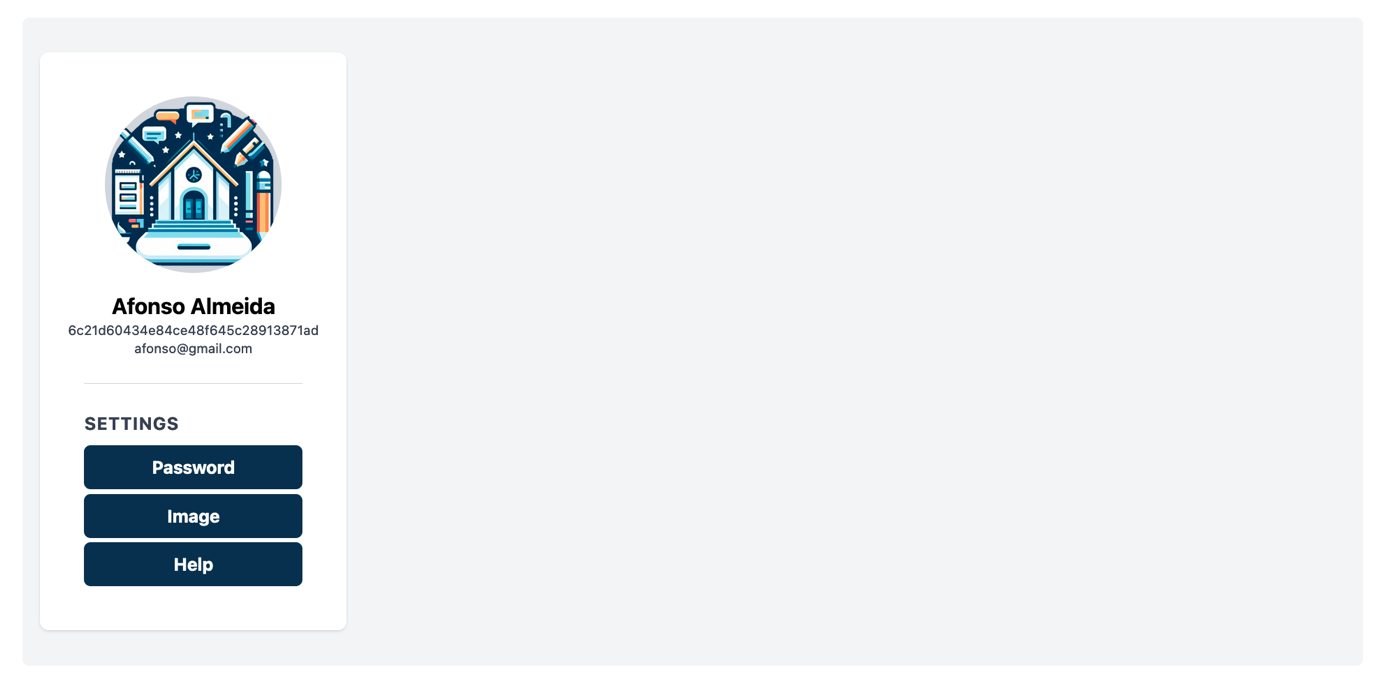 Afonso Almeida
6c21d60434e84ce48f645c28913871ad
afonso@gmail.com
SETTINGS
Password
Image
Help